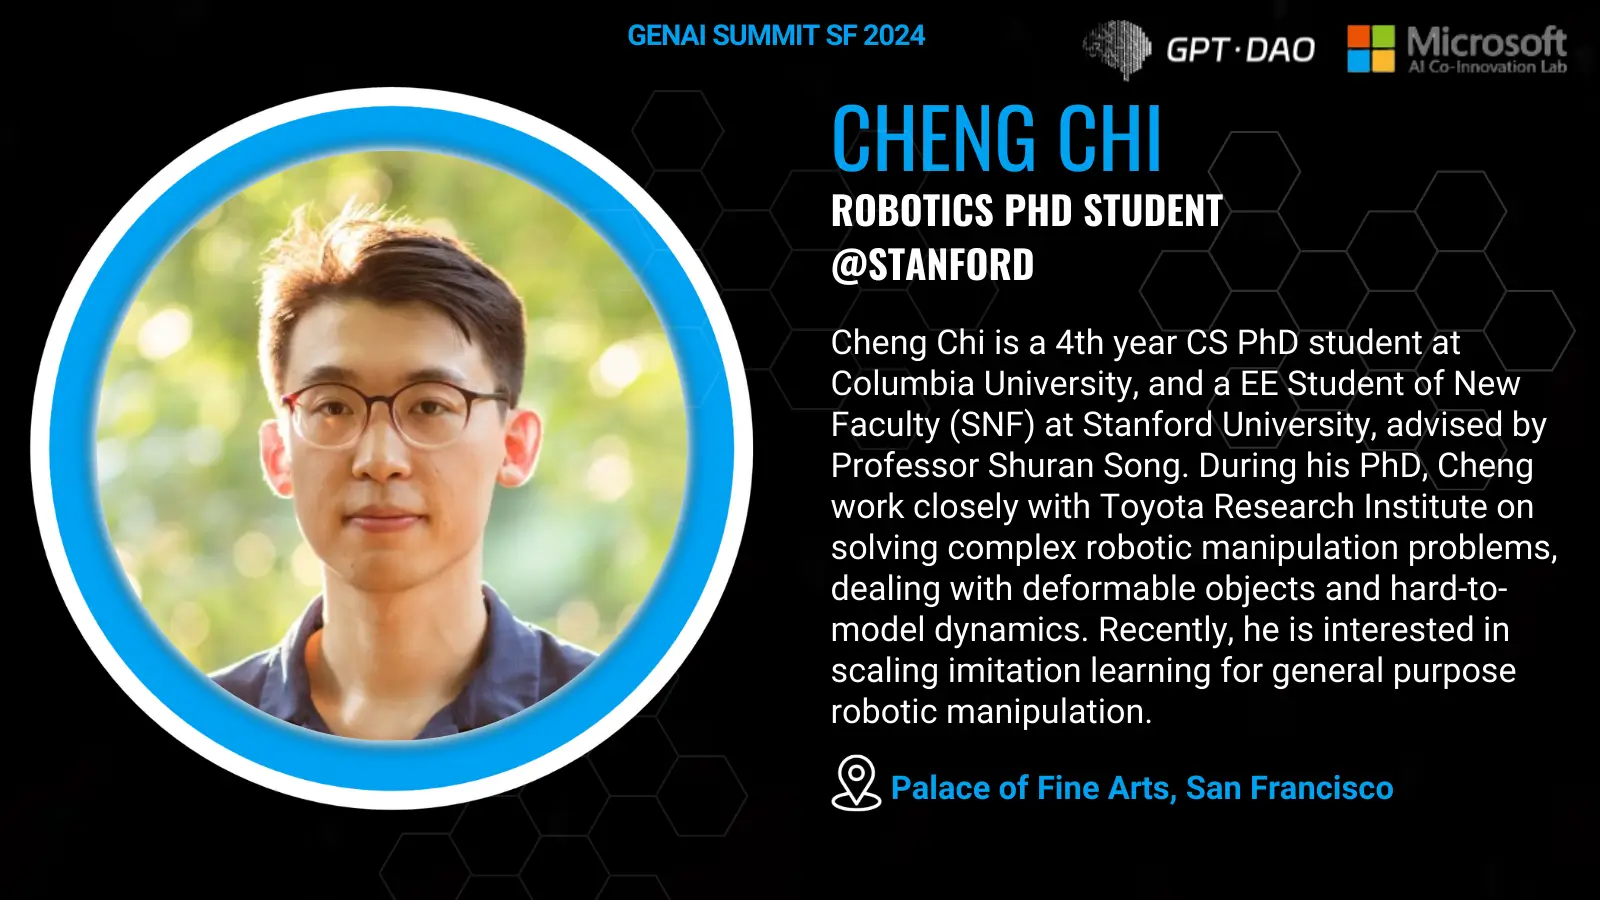 GENAI SUMMIT SF 2024
GPT·DAO
Microsoft
AI Co-Innovation Lab
CHENG CHI
ROBOTICS PHD STUDENT
@STANFORD
Cheng Chi is a 4th year CS PhD student at
Columbia University, and a EE Student of New
Faculty (SNF) at Stanford University, advised by
Professor Shuran Song. During his PhD, Cheng
work closely with Toyota Research Institute on
solving complex robotic manipulation problems,
dealing with deformable objects and hard-to-
model dynamics. Recently, he is interested in
scaling imitation learning for general purpose
robotic manipulation.
Palace of Fine Arts, San Francisco